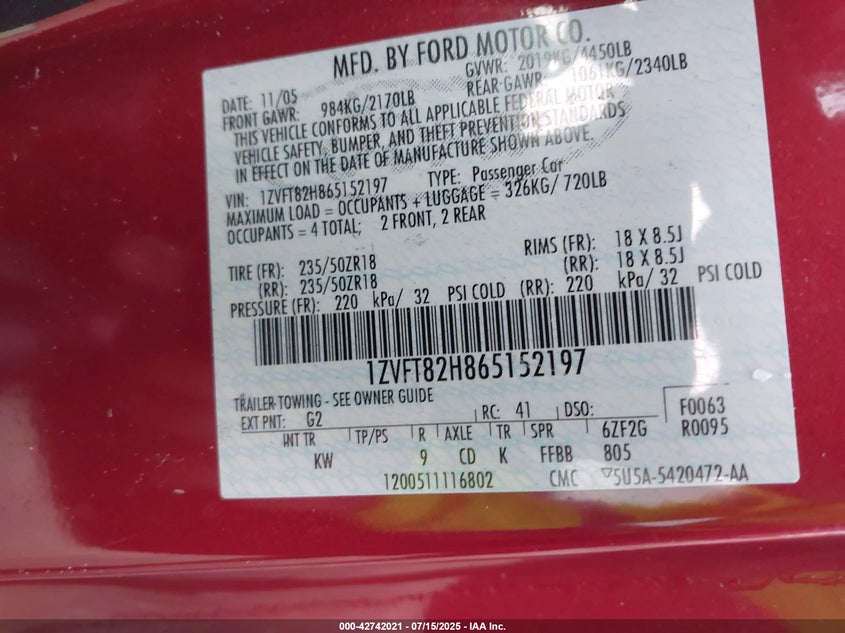 MFD. BY FORD MOTOR CO.
DATE: 11/05 GVWR: 2019KG/4450LB
FRONT GAWR: 984KG/2170LB REAR GAWR: 1061KG/2340LB
THIS VEHICLE CONFORMS TO ALL APPLICABLE FEDERAL MOTOR
VEHICLE SAFETY, BUMPER, AND THEFT PREVENTION STANDARDS
IN EFFECT ON THE DATE OF MANUFACTURE SHOWN ABOVE.
VIN: 1ZVFT82H865152197 TYPE: Passenger Car
MAXIMUM LOAD = OCCUPANTS + LUGGAGE = 326KG/ 720LB
OCCUPANTS = 4 TOTAL; 2 FRONT, 2 REAR
TIRE (FR): 235/50ZR18 RIMS (FR): 18 X 8.5J
(RR): 235/50ZR18 (RR): 18 X 8.5J
PRESSURE (FR): 220 kPa/ 32 PSI COLD (RR): 220 kPa/ 32 PSI COLD
1ZVFT82H865152197
TRAILER TOWING - SEE OWNER GUIDE
EXT PNT: G2 RC: 41 DSO: F0063
INT TR TP/PS R AXLE TR SPR 6ZF2G R0095
KW 9 CD K FFBB 805
1200511116802 CMC 5U5A-5420472-AA
000-42742021 | 07/15/2025 - IAA Inc.